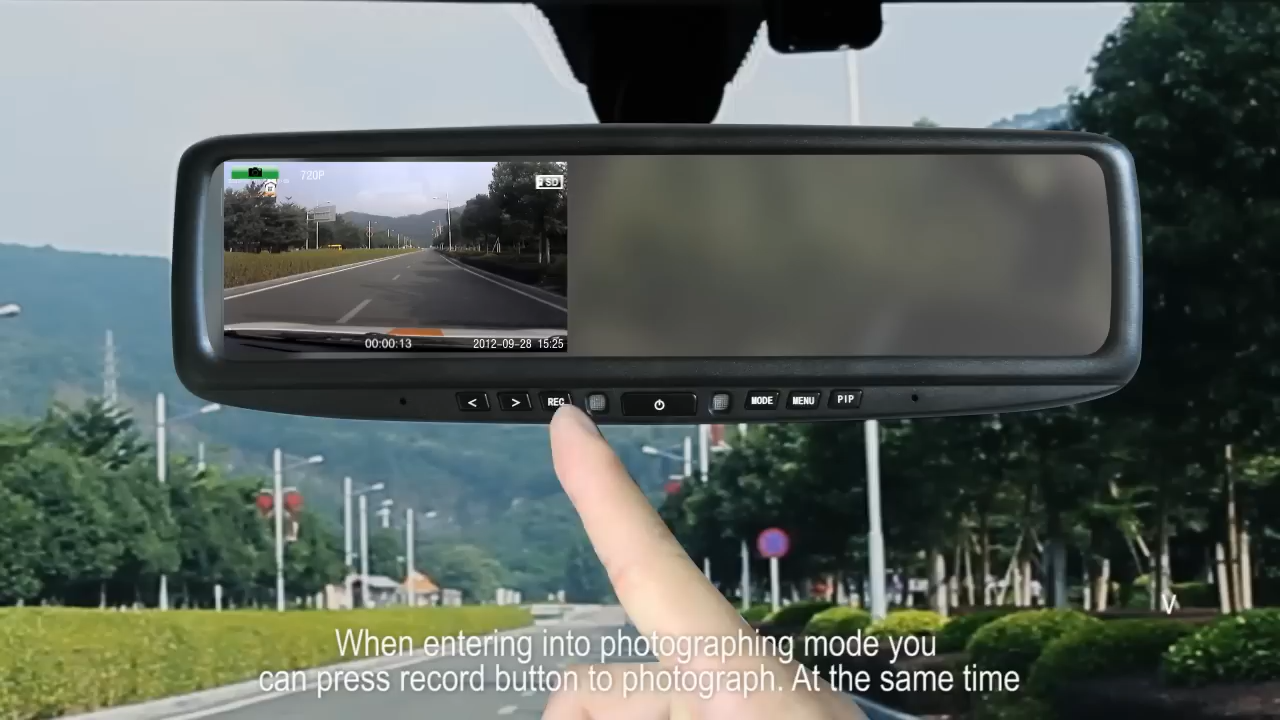 720P
SD
00:00:13
2012-09-28 15:25
<
>
REC
MODE
MENU
PIP
V
When entering into photographing mode you
can press record button to photograph. At the same time